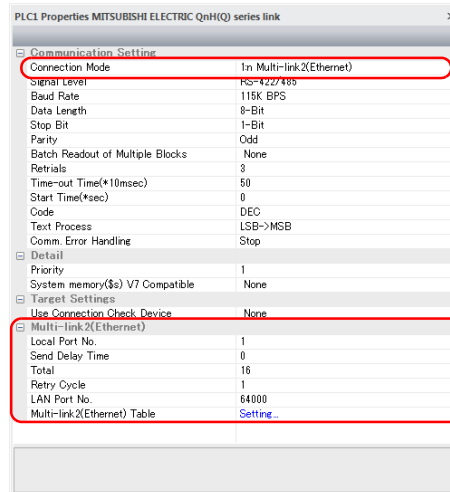 PLC1 Properties MITSUBISHI ELECTRIC QnH(Q) series link
Communication Setting
Connection Mode 1:n Multi-link2(Ethernet)
Signal Level RS-422/485
Baud Rate 115K BPS
Data Length 8-Bit
Stop Bit 1-Bit
Parity Odd
Batch Readout of Multiple Blocks None
Retrials 3
Time-out Time(*10msec) 50
Start Time(*sec) 0
Code DEC
Text Process LSB->MSB
Comm. Error Handling Stop
Detail
Priority 1
System memory($s) V7 Compatible None
Target Settings
Use Connection Check Device None
Multi-link2(Ethernet)
Local Port No. 1
Send Delay Time 0
Total 16
Retry Cycle 1
LAN Port No. 64000
Multi-link2(Ethernet) Table Setting...